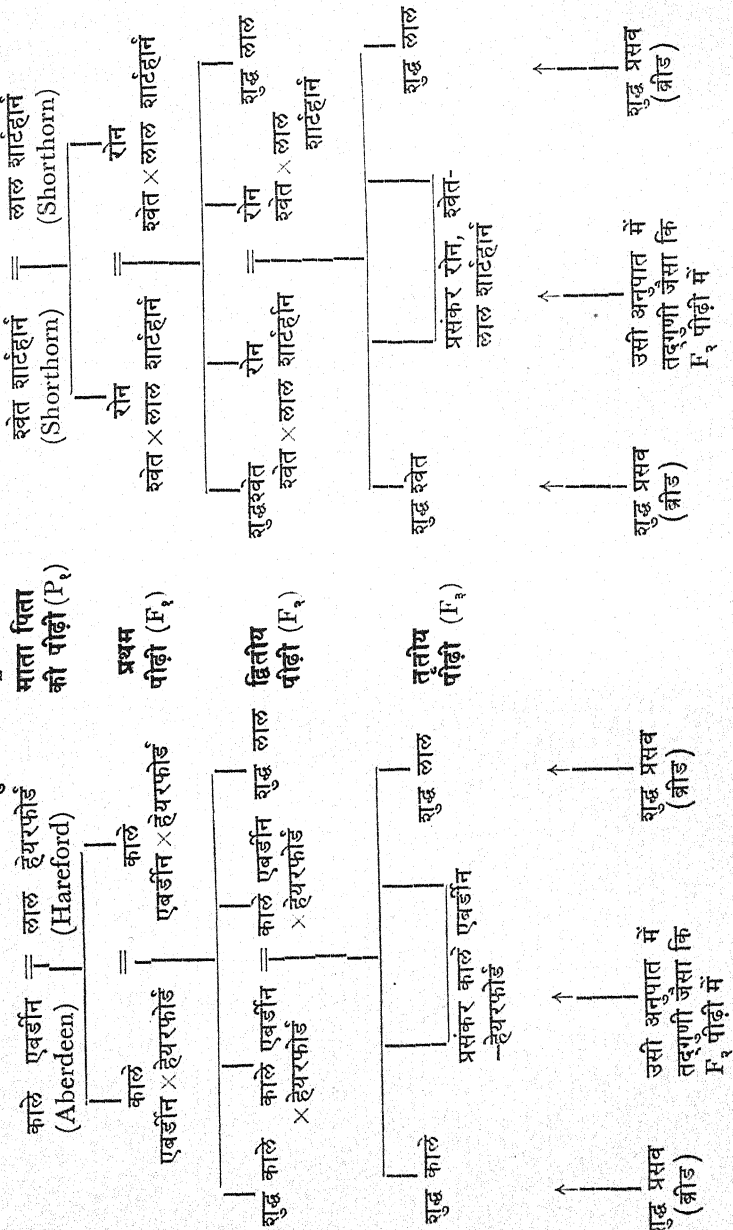 काले एबर्डीन = लाल हेयरफोर्ड
(Aberdeen) (Hareford)
काले काले
एबर्डीन × हेयरफोर्ड = एबर्डीन × हेयरफोर्ड
शुद्ध काले काले एबर्डीन काले एबर्डीन शुद्ध लाल
× हेयरफोर्ड = × हेयरफोर्ड
शुद्ध काले शुद्ध लाल
प्रसंकर काले एबर्डीन
—हेयरफोर्ड
शुद्ध प्रसव
(ब्रीड)
उसी अनुपात में
तद्गुणी जैसा कि
F₂ पीढ़ी में
शुद्ध प्रसव
(ब्रीड)
माता पिता
की पीढ़ी (P₁)
प्रथम
पीढ़ी (F₁)
द्वितीय
पीढ़ी (F₂)
तृतीय
पीढ़ी (F₃)
श्वेत शार्टहार्न = लाल शार्टहार्न
(Shorthorn) (Shorthorn)
रोन रोन
श्वेत × लाल शार्टहार्न = श्वेत × लाल शार्टहार्न
शुद्धश्वेत रोन रोन शुद्ध लाल
श्वेत × लाल शार्टहार्न = श्वेत × लाल
शार्टहार्न
शुद्ध श्वेत शुद्ध लाल
प्रसंकर रोन, श्वेत-
लाल शार्टहार्न
शुद्ध प्रसव
(ब्रीड)
उसी अनुपात में
तद्गुणी जैसा कि
F₂ पीढ़ी में
शुद्ध प्रसव
(ब्रीड)